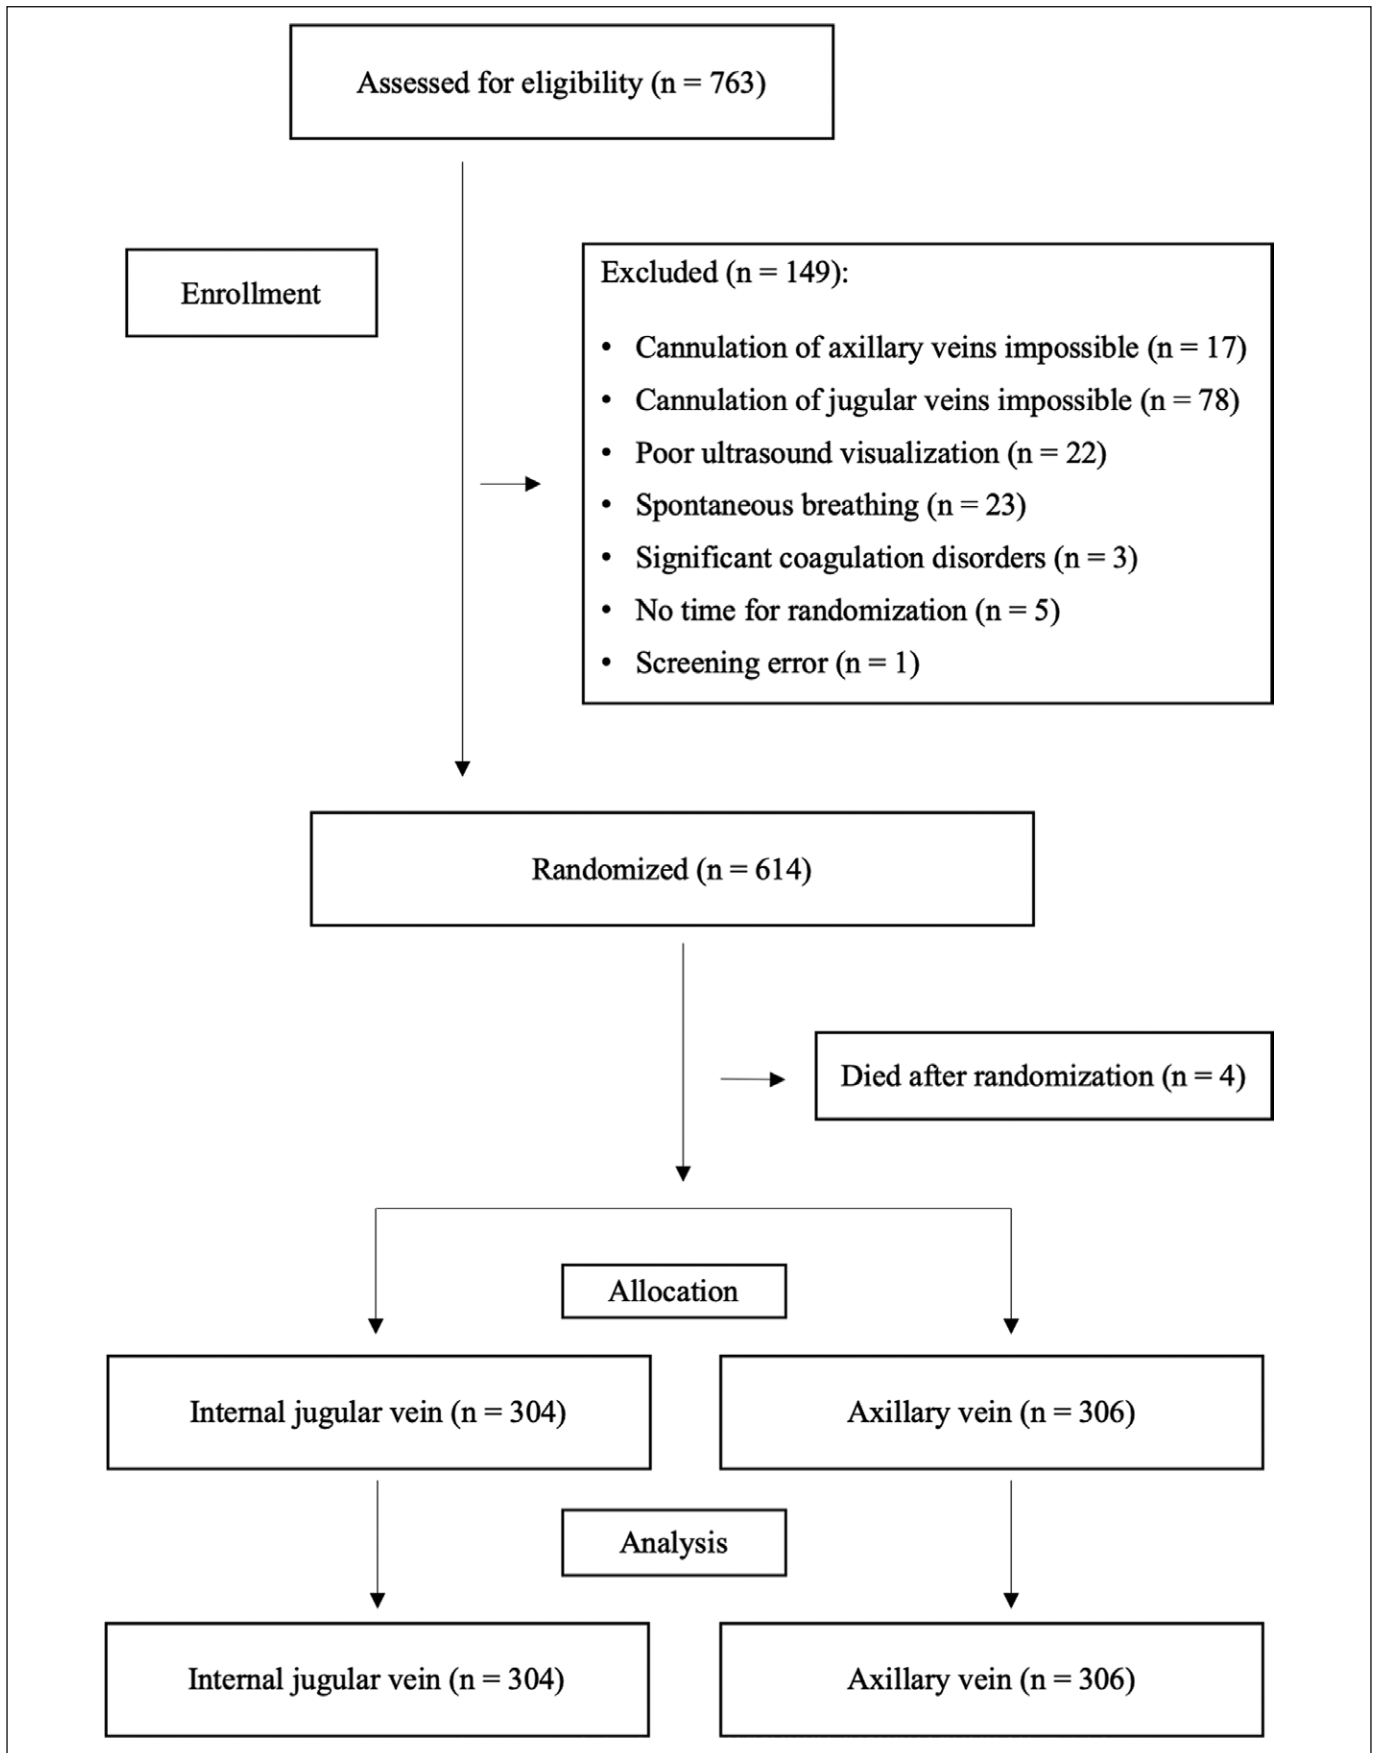 Assessed for eligibility (n = 763)
Enrollment
Excluded (n = 149):
• Cannulation of axillary veins impossible (n = 17)
• Cannulation of jugular veins impossible (n = 78)
• Poor ultrasound visualization (n = 22)
• Spontaneous breathing (n = 23)
• Significant coagulation disorders (n = 3)
• No time for randomization (n = 5)
• Screening error (n = 1)
Randomized (n = 614)
Died after randomization (n = 4)
Allocation
Internal jugular vein (n = 304)
Axillary vein (n = 306)
Analysis
Internal jugular vein (n = 304)
Axillary vein (n = 306)